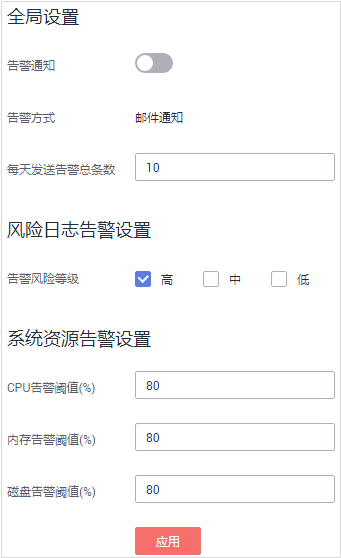 全局设置
告警通知
告警方式 邮件通知
每天发送告警总条数 10
风险日志告警设置
告警风险等级 高 中 低
系统资源告警设置
CPU告警阈值(%) 80
内存告警阈值(%) 80
磁盘告警阈值(%) 80
应用